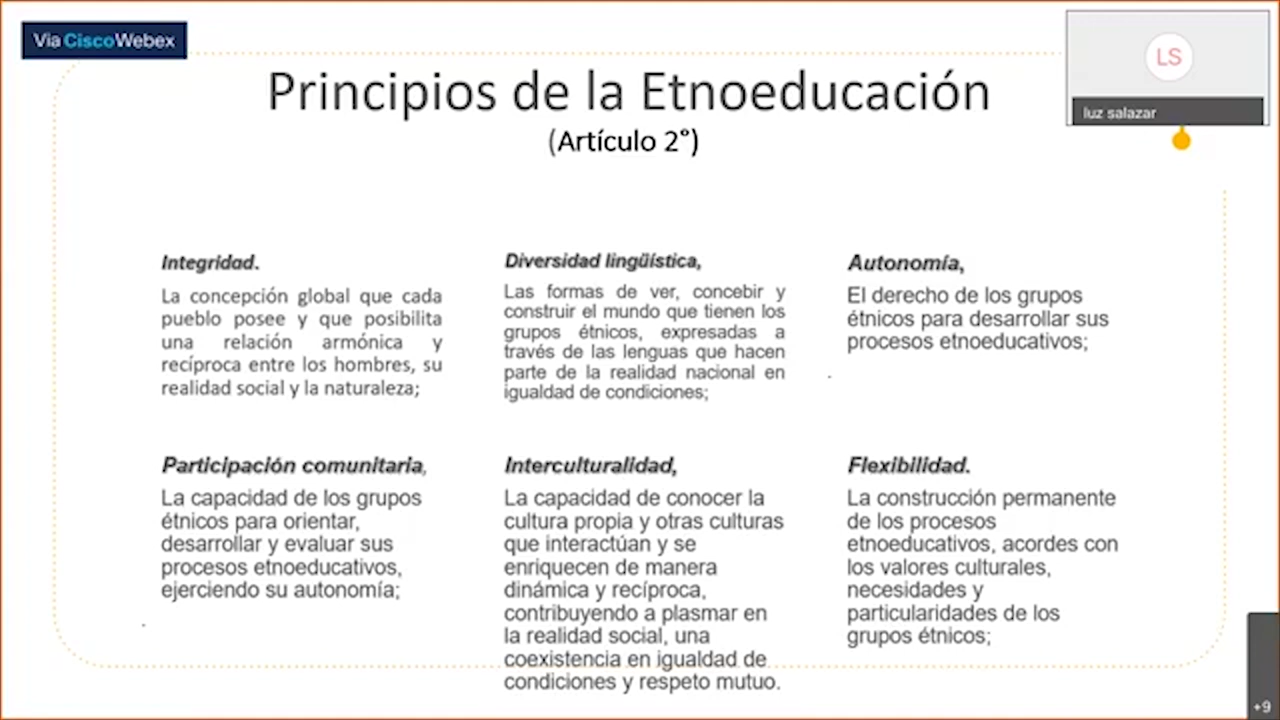 Via CiscoWebex
LS
luz salazar
Principios de la Etnoeducación
(Artículo 2°)
Integridad.
La concepción global que cada
pueblo posee y que posibilita
una relación armónica y
recíproca entre los hombres, su
realidad social y la naturaleza;
Diversidad lingüística,
Las formas de ver, concebir y
construir el mundo que tienen los
grupos étnicos, expresadas a
través de las lenguas que hacen
parte de la realidad nacional en
igualdad de condiciones;
Autonomía,
El derecho de los grupos
étnicos para desarrollar sus
procesos etnoeducativos;
Participación comunitaria,
La capacidad de los grupos
étnicos para orientar,
desarrollar y evaluar sus
procesos etnoeducativos,
ejerciendo su autonomía;
Interculturalidad,
La capacidad de conocer la
cultura propia y otras culturas
que interactúan y se
enriquecen de manera
dinámica y recíproca,
contribuyendo a plasmar en
la realidad social, una
coexistencia en igualdad de
condiciones y respeto mutuo.
Flexibilidad.
La construcción permanente
de los procesos
etnoeducativos, acordes con
los valores culturales,
necesidades y
particularidades de los
grupos étnicos;
+9